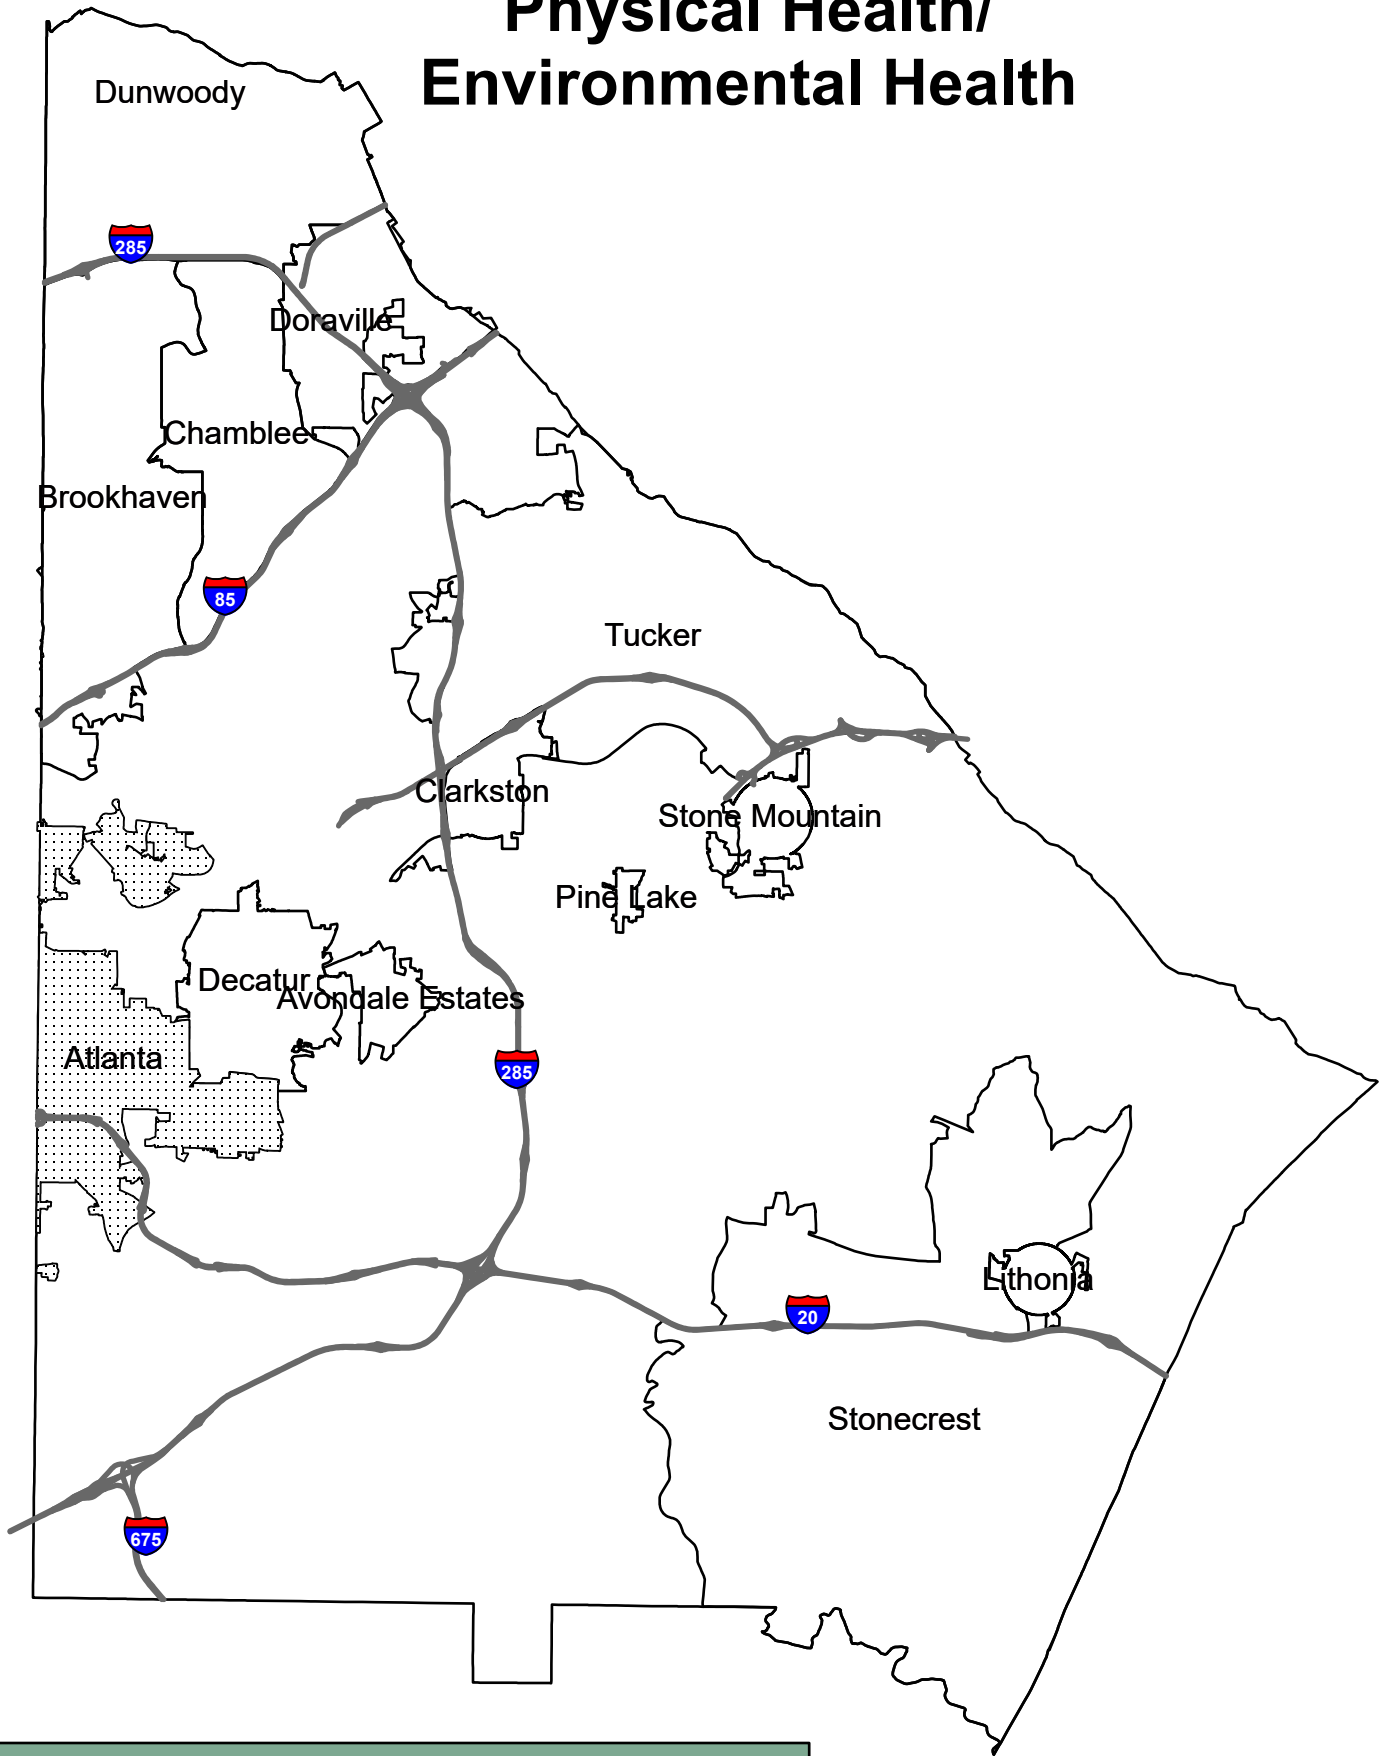 Physical Health/
Environmental Health
Dunwoody
285
Doraville
Chamblee
Brookhaven
85
Tucker
Clarkston
Stone Mountain
Pine Lake
Decatur
Avondale Estates
Atlanta
285
Lithonia
20
Stonecrest
675